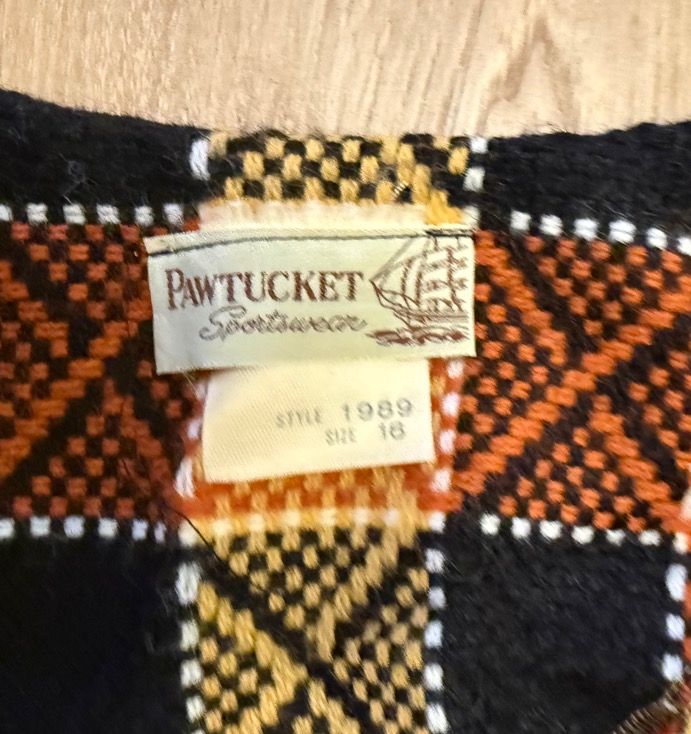 PAWTUCKET
Sportswear
STYLE 1989
SIZE 16